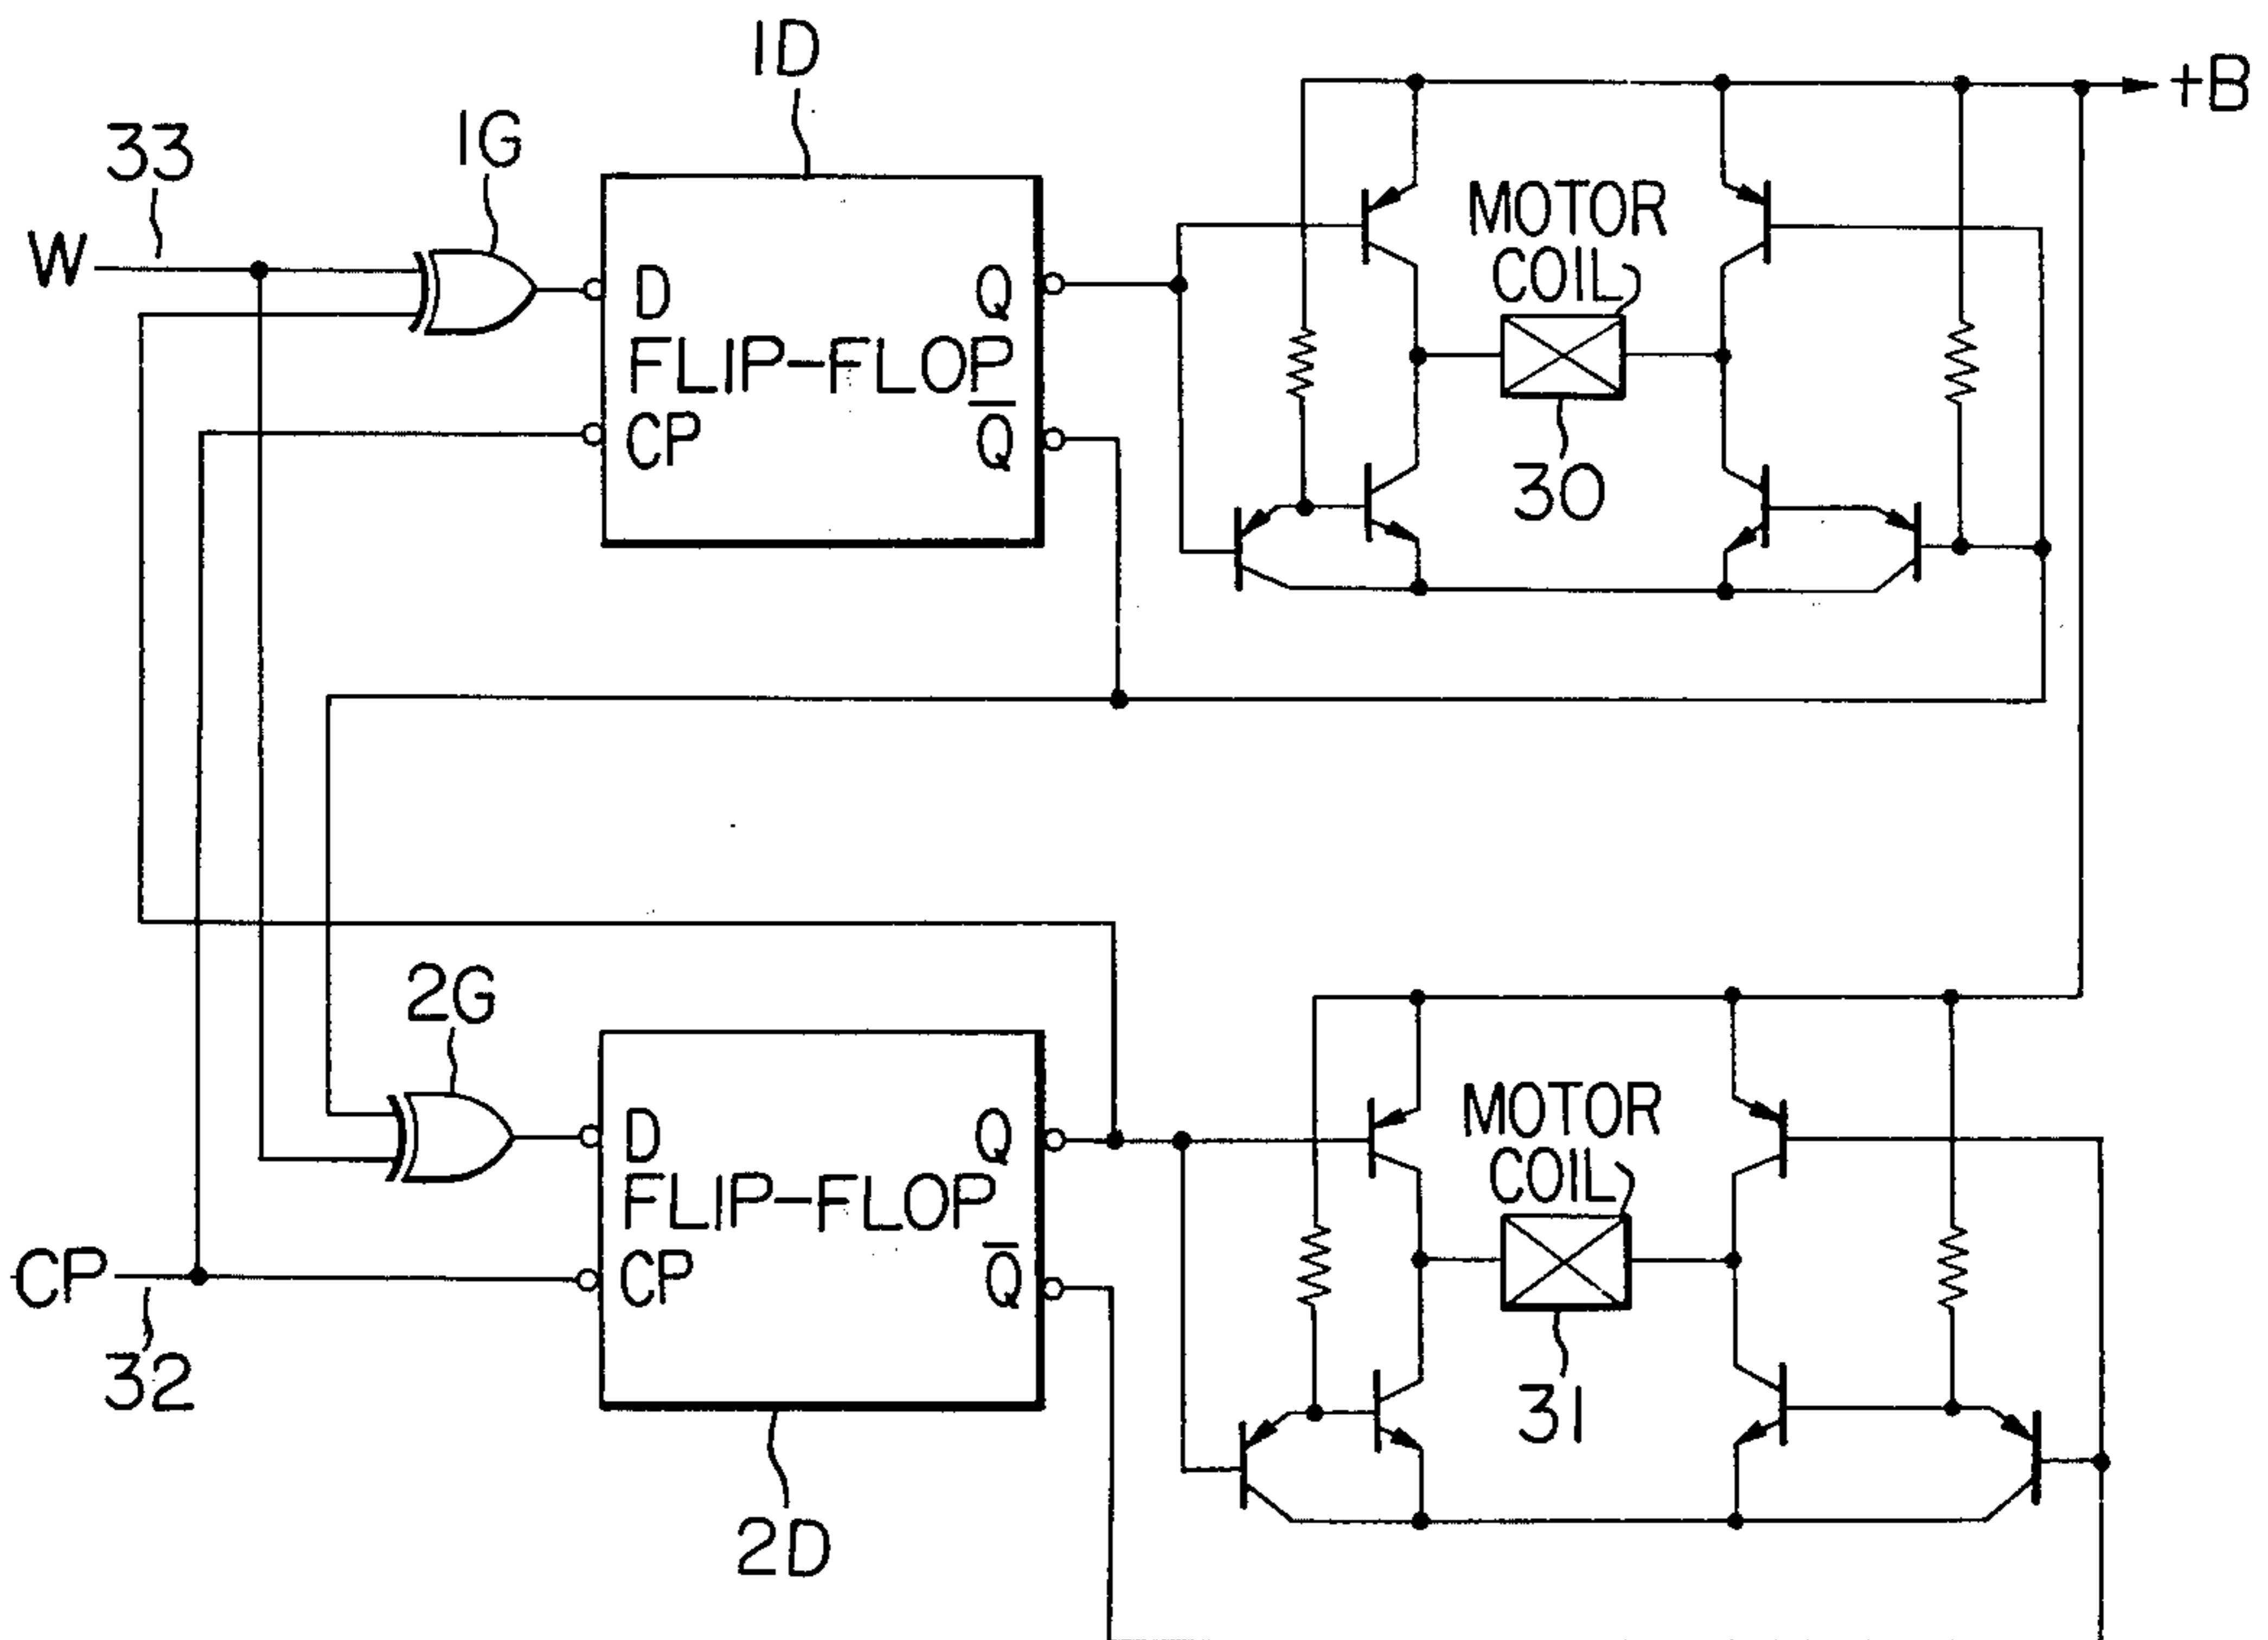 1D
+B
33
1G
W
MOTOR
COIL
D
Q
FLIP-FLOP
CP
Q̅
30
2G
D
Q
FLIP-FLOP
CP
Q̅
MOTOR
COIL
CP
32
31
2D